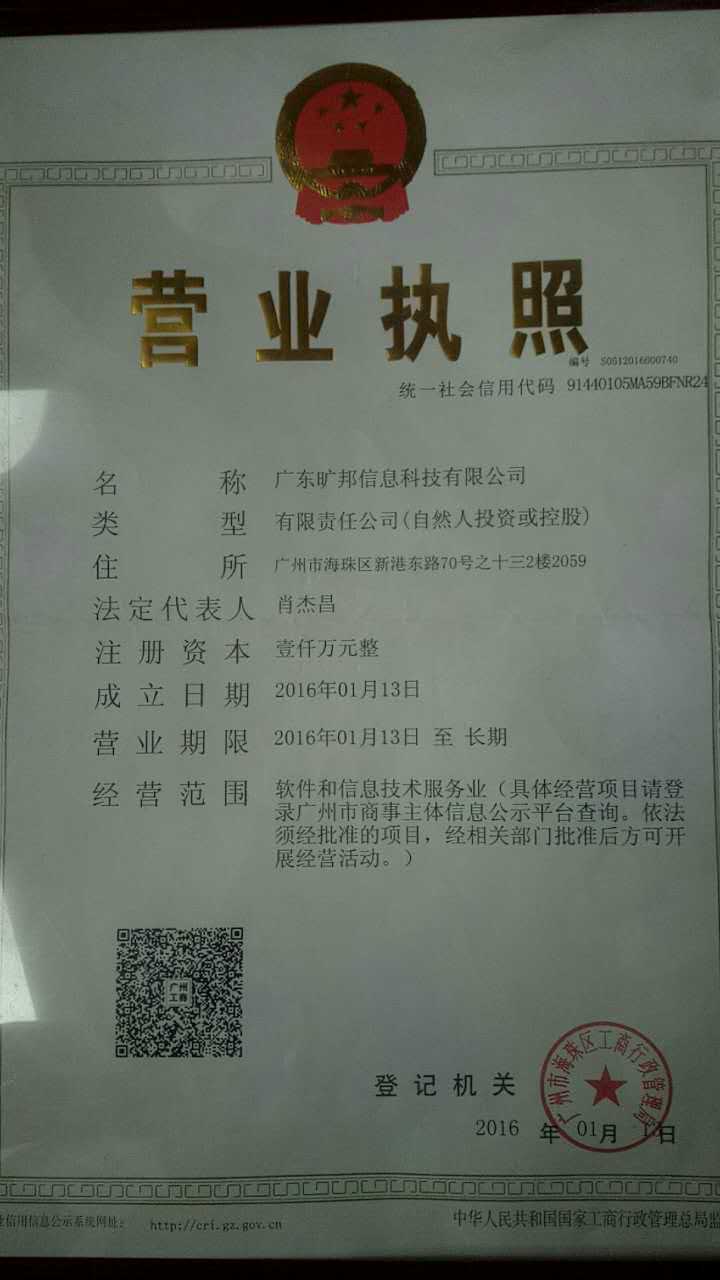 营业执照
编号 S0512016000740
统一社会信用代码 91440105MA59BFNR24
名称 广东旷邦信息科技有限公司
类型 有限责任公司(自然人投资或控股)
住所 广州市海珠区新港东路70号之十三2楼2059
法定代表人 肖杰昌
注册资本 壹仟万元整
成立日期 2016年01月13日
营业期限 2016年01月13日 至 长期
经营范围 软件和信息技术服务业（具体经营项目请登
录广州市商事主体信息公示平台查询。依法
须经批准的项目，经相关部门批准后方可开
展经营活动。）
广州
工商
登记机关
广州市海珠区工商行政管理局
2016 年 01月 日
业信用信息公示系统网址： http://cri.gz.gov.cn
中华人民共和国国家工商行政管理总局监